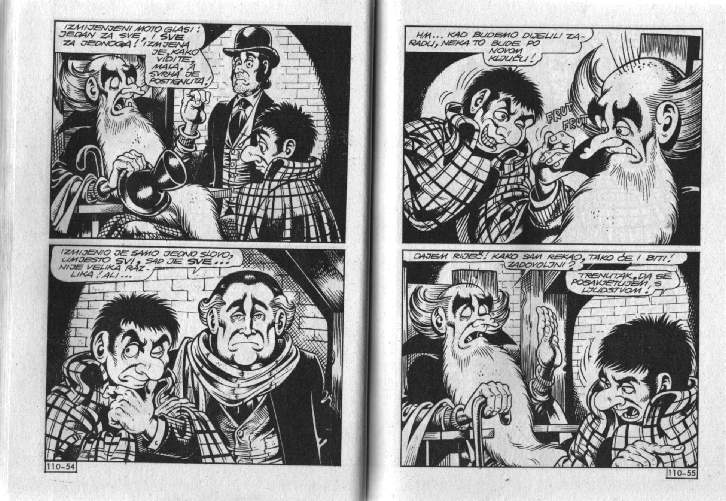 IZMIJENJENI MOTO GLASI:
JEDAN ZA SVE, I SVE
ZA JEDNOGA! IZMJENA
JE, KAKO
VIDITE,
MALA, A
SVRHA JE
POSTIGNUTA!
IZMIJENIO JE SAMO JEDNO SLOVO,
UMJESTO SVI, SAD JE SVE...
NIJE VELIKA RAZ-
LIKA! ALI...
110-54
HM... KAD BUDEMO DIJELILI ZA-
RADU, NEKA TO BUDE PO
NOVOM
KLJUČU!
FRUT
FRUT
DAJEM RIJEČ! KAKO SAM REKAO, TAKO ĆE I BITI!
ZADOVOLJNI?
TRENUTAK, DA SE
POSAVJETUJEM S
LJUDSTVOM!
110-55